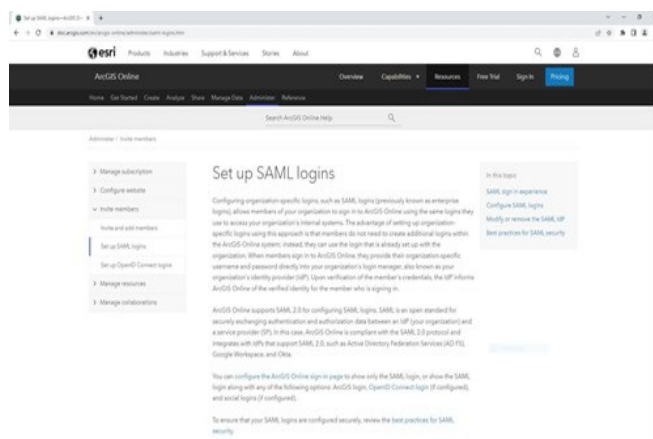 Set up SAML logins—ArcGIS On
esri Products Industries Support & Services Stories About
ArcGIS Online Overview Capabilities Resources Free Trial Sign In Pricing
Home Get Started Create Analyze Share Manage Data Administer Reference
Search ArcGIS Online Help
Administer / Invite members
Manage subscription
Configure website
Invite members
Invite and add members
Set up SAML logins
Set up OpenID Connect logins
Manage resources
Manage collaborations
Set up SAML logins
Configuring organization-specific logins, such as SAML logins (previously known as enterprise
logins), allows members of your organization to sign in to ArcGIS Online using the same logins they
use to access your organization's internal systems. The advantage of setting up organization-
specific logins using this approach is that members do not need to create additional logins within
the ArcGIS Online system; instead, they can use the login that is already set up with the
organization. When members sign in to ArcGIS Online, they provide their organization specific
username and password directly into your organization's login manager, also known as your
organization's identity provider (IdP). Upon verification of the member's credentials, the IdP informs
ArcGIS Online of the verified identity for the member who is signing in.
ArcGIS Online supports SAML 2.0 for configuring SAML logins. SAML is an open standard for
securely exchanging authentication and authorization data between an IdP (your organization) and
a service provider (SP). In this case, ArcGIS Online is compliant with the SAML 2.0 protocol and
integrates with IdPs that support SAML 2.0, such as Active Directory Federation Services (AD FS),
Google Workspace, and Okta.
You can configure the ArcGIS Online sign in page to show only the SAML login, or show the SAML
login along with any of the following options: ArcGIS login, OpenID Connect login (if configured),
and social logins (if configured).
To ensure that your SAML logins are configured securely, review the best practices for SAML
security.
In this topic
SAML sign in experience
Configure SAML logins
Modify or remove the SAML IdP
Best practices for SAML security